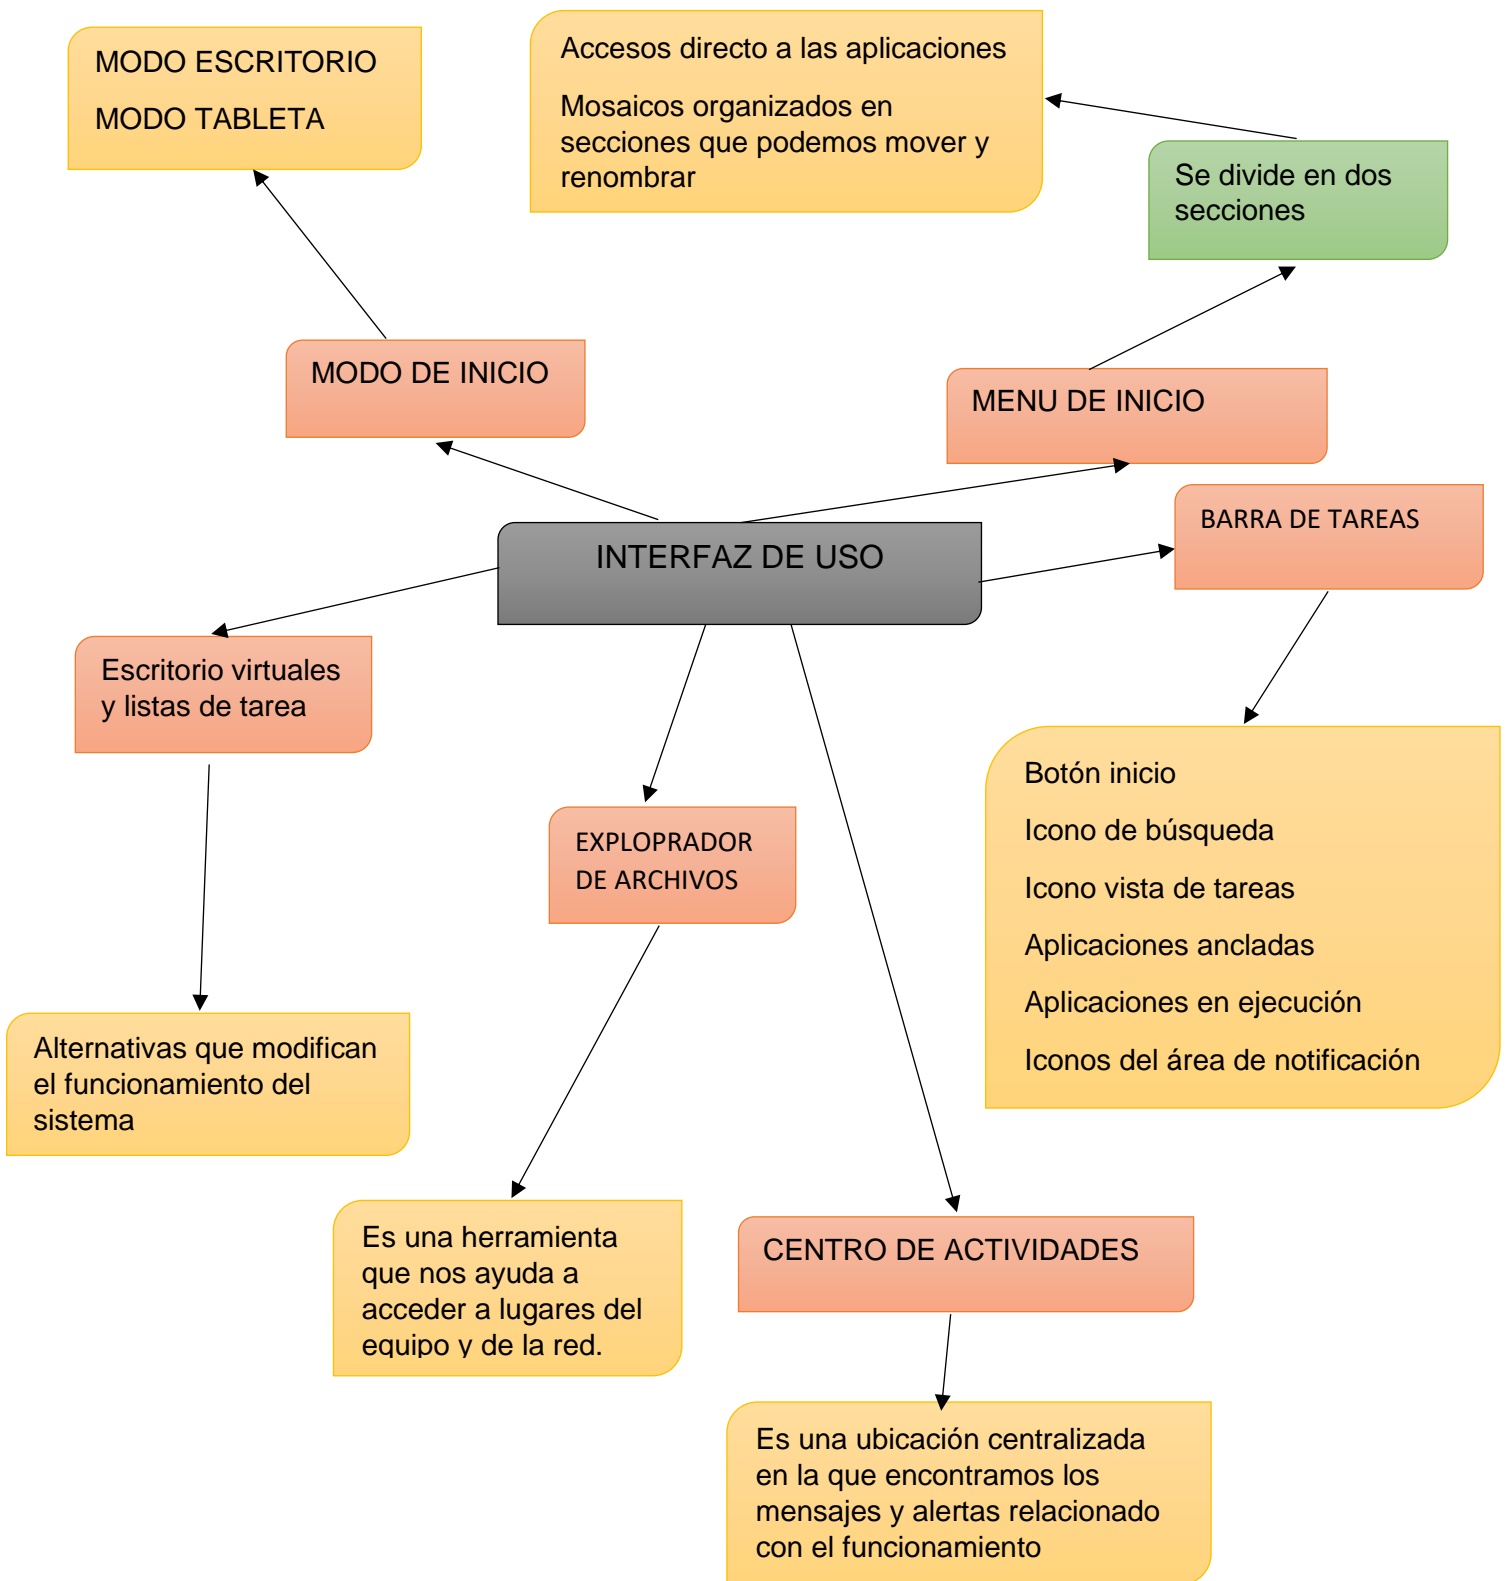 MODO ESCRITORIO
MODO TABLETA
Accesos directo a las aplicaciones
Mosaicos organizados en
secciones que podemos mover y
renombrar
Se divide en dos
secciones
MODO DE INICIO
MENU DE INICIO
BARRA DE TAREAS
INTERFAZ DE USO
Escritorio virtuales
y listas de tarea
Botón inicio
Icono de búsqueda
Icono vista de tareas
Aplicaciones ancladas
Aplicaciones en ejecución
Iconos del área de notificación
EXPLOPRADOR
DE ARCHIVOS
Alternativas que modifican
el funcionamiento del
sistema
Es una herramienta
que nos ayuda a
acceder a lugares del
equipo y de la red.
CENTRO DE ACTIVIDADES
Es una ubicación centralizada
en la que encontramos los
mensajes y alertas relacionado
con el funcionamiento